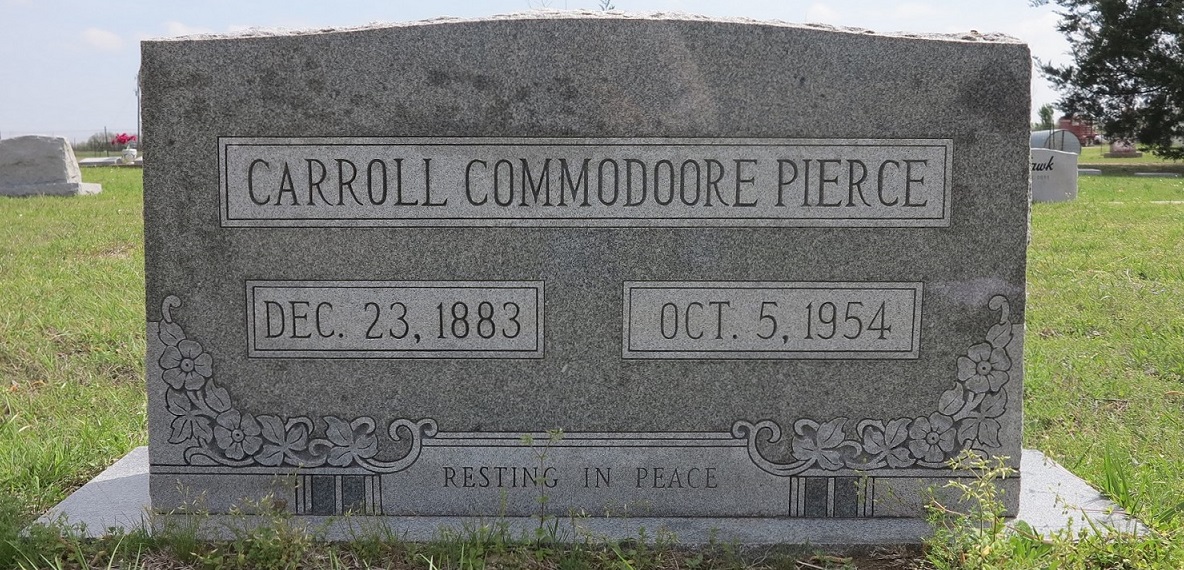 CARROLL COMMODOORE PIERCE
DEC. 23, 1883
OCT. 5, 1954
RESTING IN PEACE